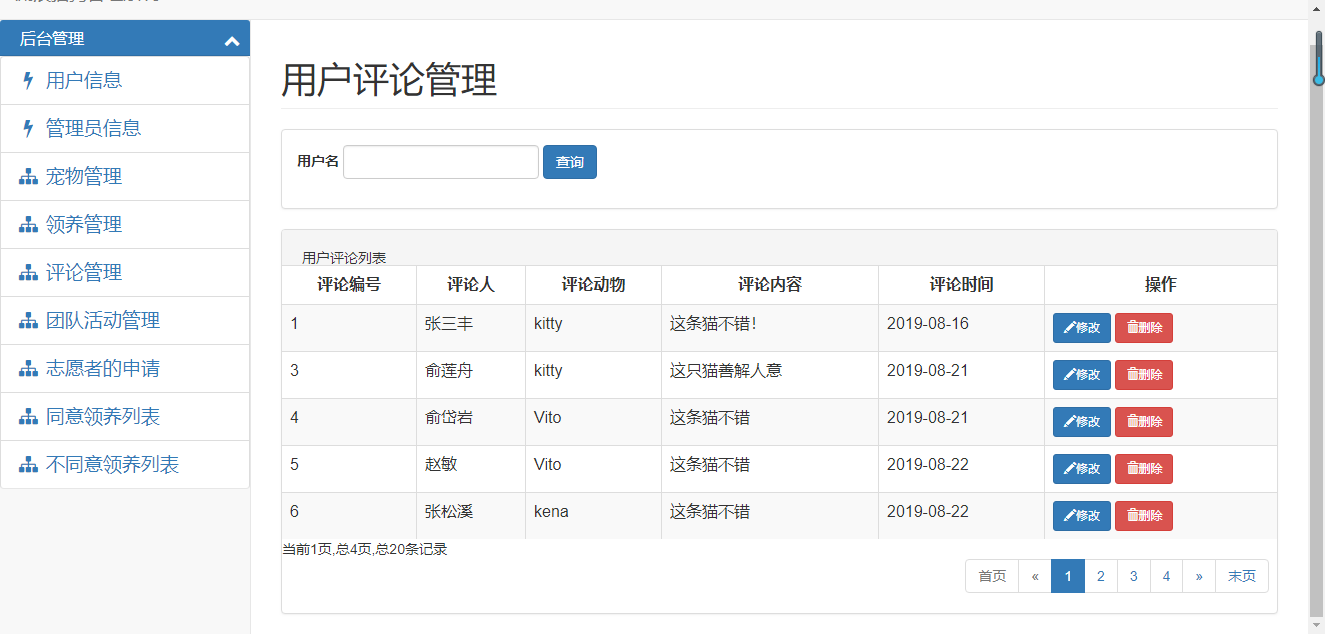 后台管理
用户信息
管理员信息
宠物管理
领养管理
评论管理
团队活动管理
志愿者的申请
同意领养列表
不同意领养列表
用户评论管理
用户名 查询
用户评论列表
评论编号 评论人 评论动物 评论内容 评论时间 操作
1 张三丰 kitty 这条猫不错！ 2019-08-16 修改 删除
3 俞莲舟 kitty 这只猫善解人意 2019-08-21 修改 删除
4 俞岱岩 Vito 这条猫不错 2019-08-21 修改 删除
5 赵敏 Vito 这条猫不错 2019-08-22 修改 删除
6 张松溪 kena 这条猫不错 2019-08-22 修改 删除
当前1页,总4页,总20条记录
首页 « 1 2 3 4 » 末页